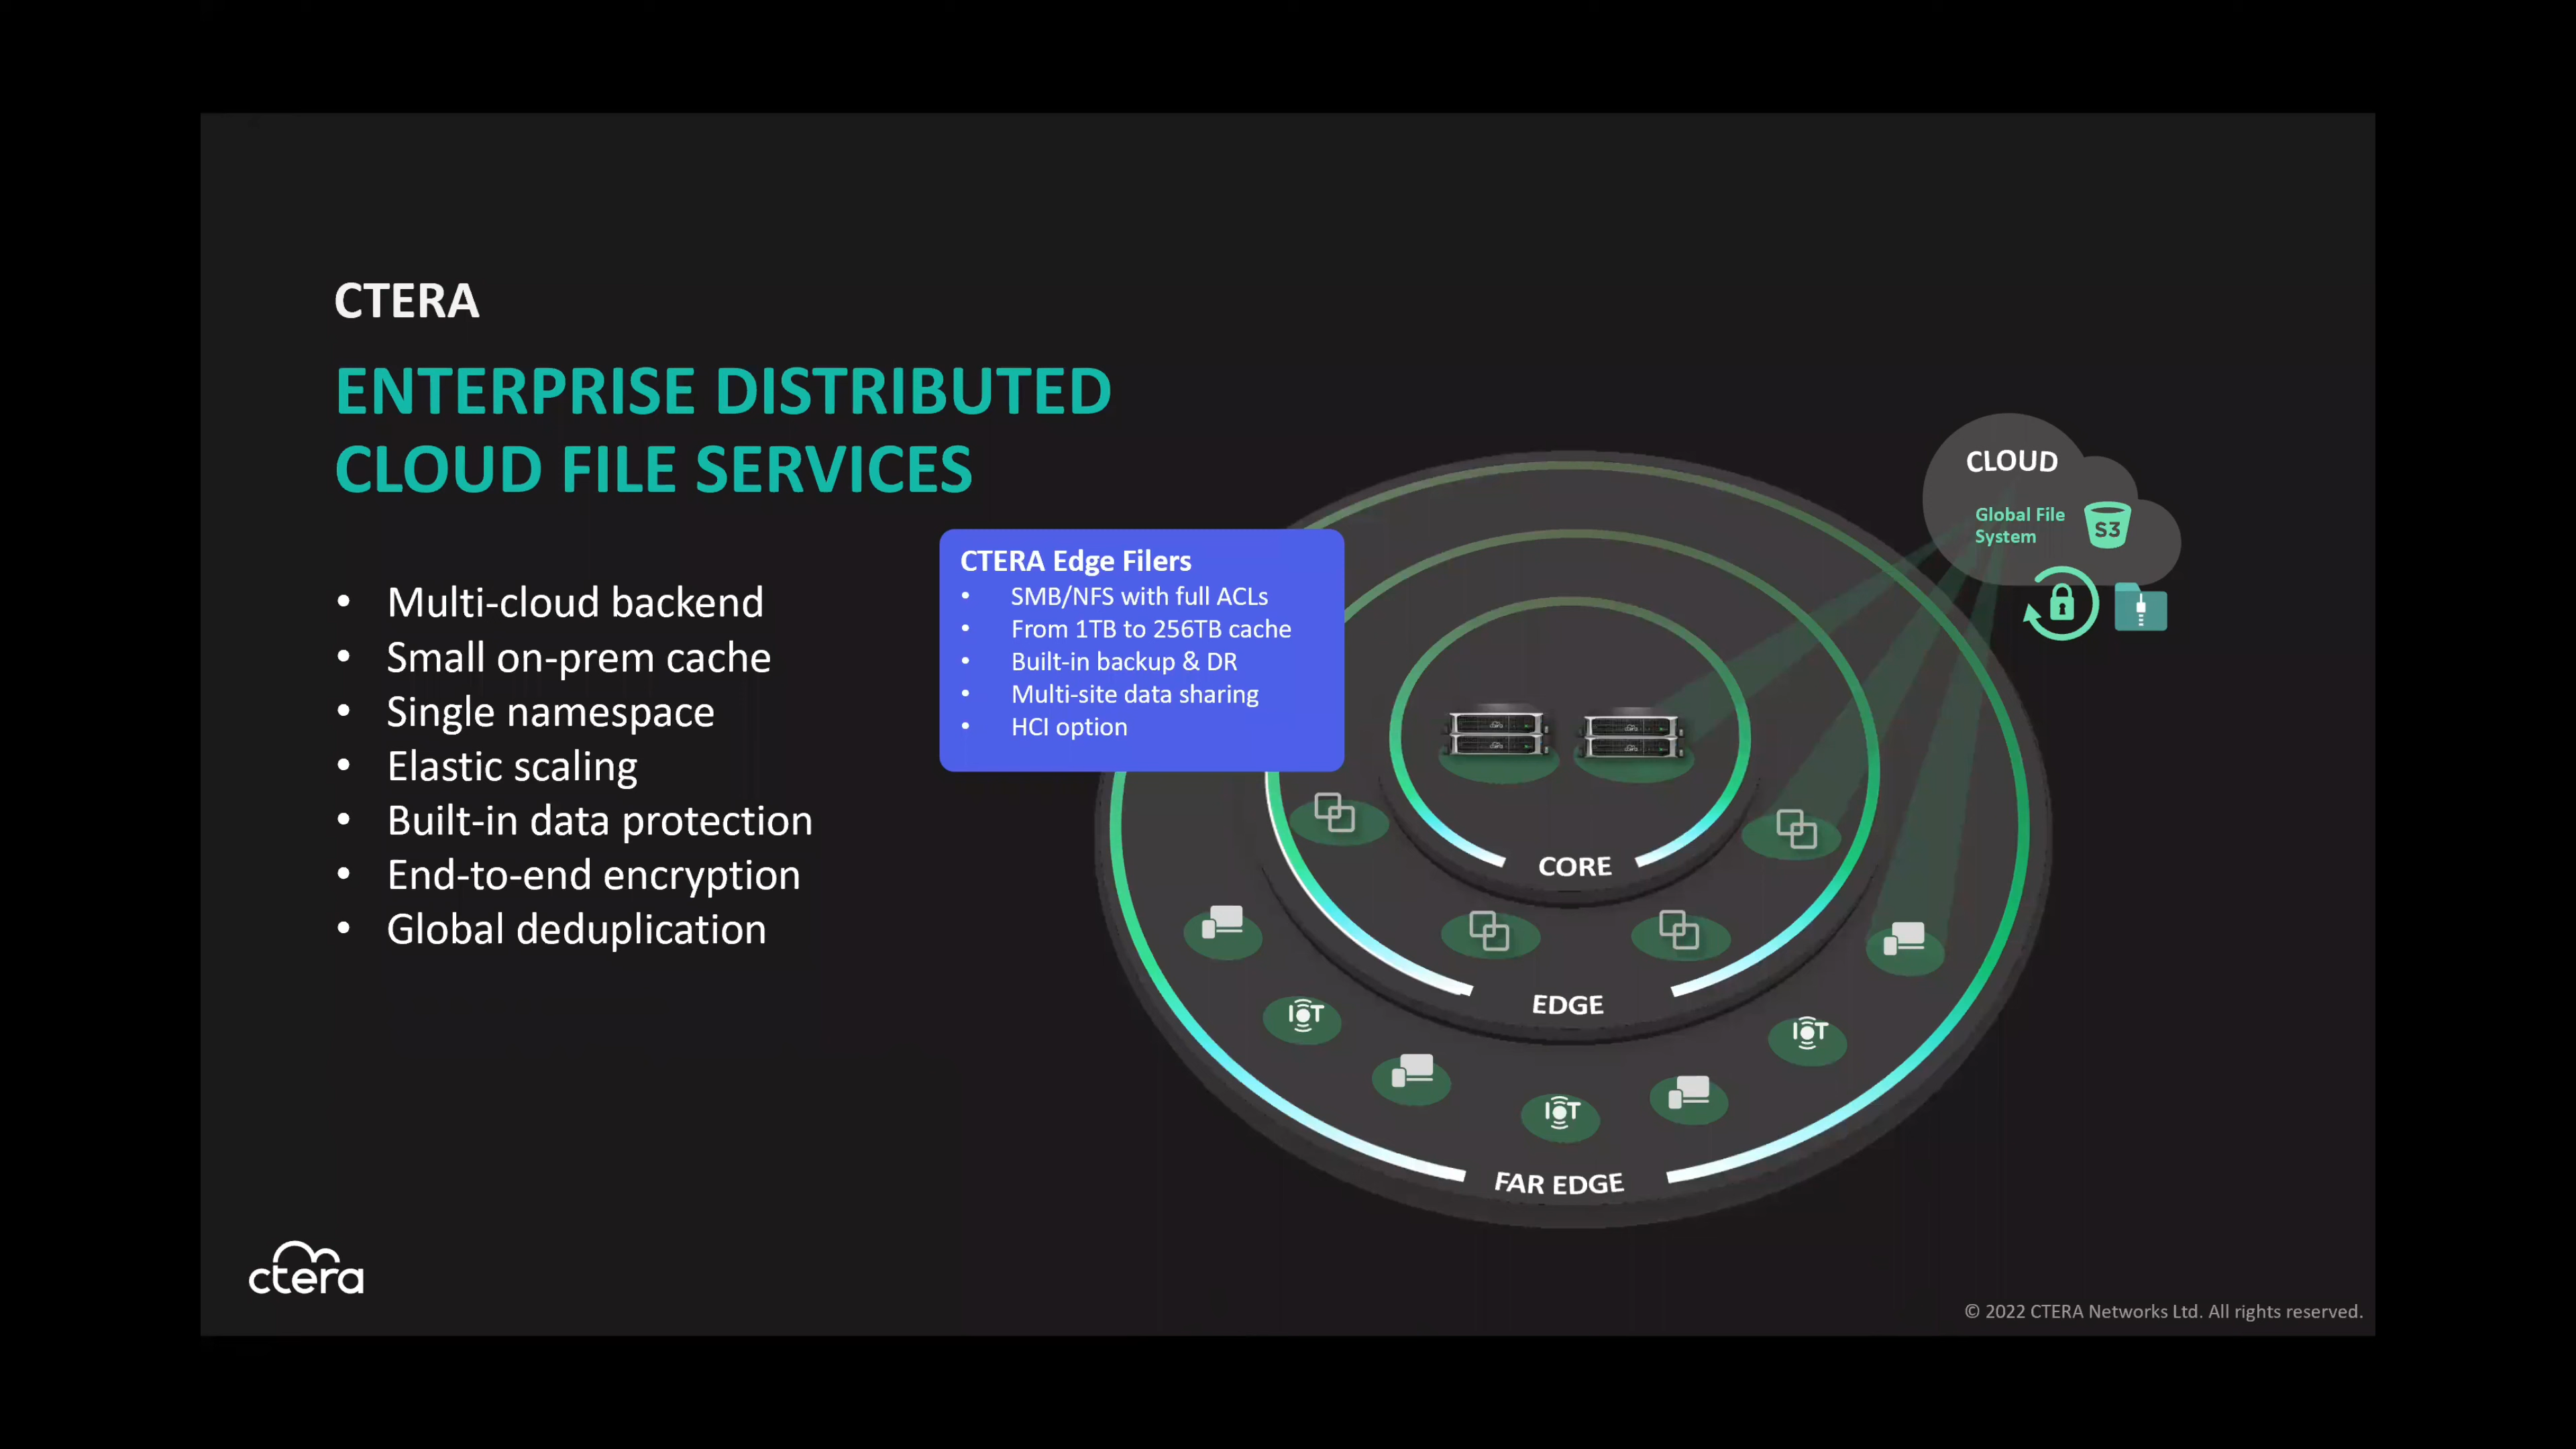 CTERA
ENTERPRISE DISTRIBUTED
CLOUD FILE SERVICES
• Multi-cloud backend
• Small on-prem cache
• Single namespace
• Elastic scaling
• Built-in data protection
• End-to-end encryption
• Global deduplication
CTERA Edge Filers
• SMB/NFS with full ACLs
• From 1TB to 256TB cache
• Built-in backup & DR
• Multi-site data sharing
• HCI option
CLOUD
Global File
System
S3
CORE
EDGE
IoT
IoT
IoT
FAR EDGE
ctera
© 2022 CTERA Networks Ltd. All rights reserved.